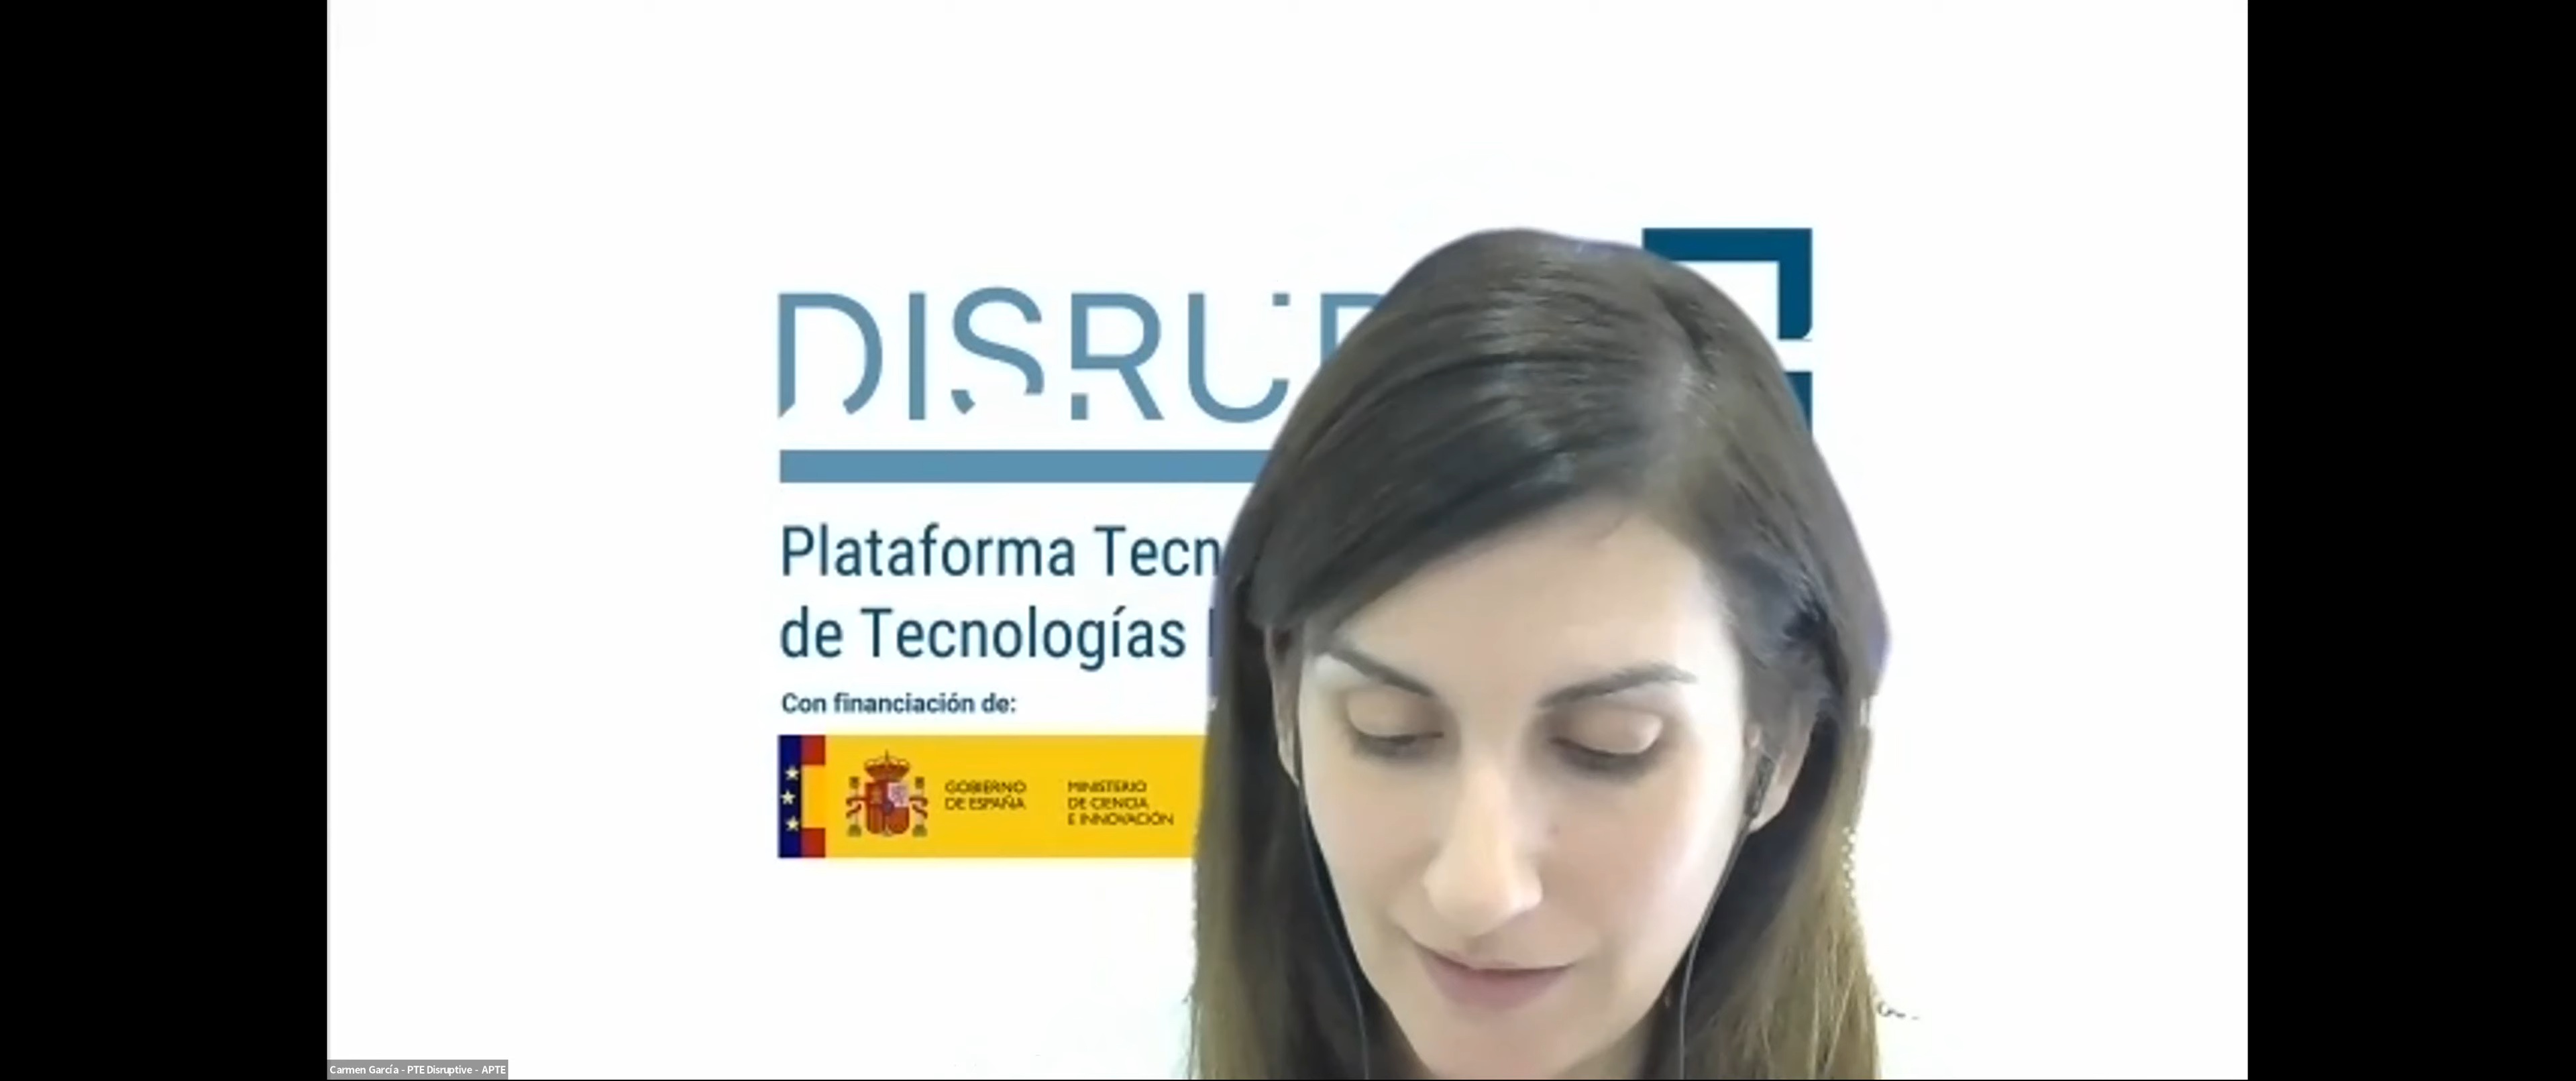 DISRUP
Plataforma Tecn
de Tecnologías
Con financiación de:
GOBIERNO
DE ESPAÑA
MINISTERIO
DE CIENCIA
E INNOVACIÓN
Carmen García - PTE Disruptive - APTE